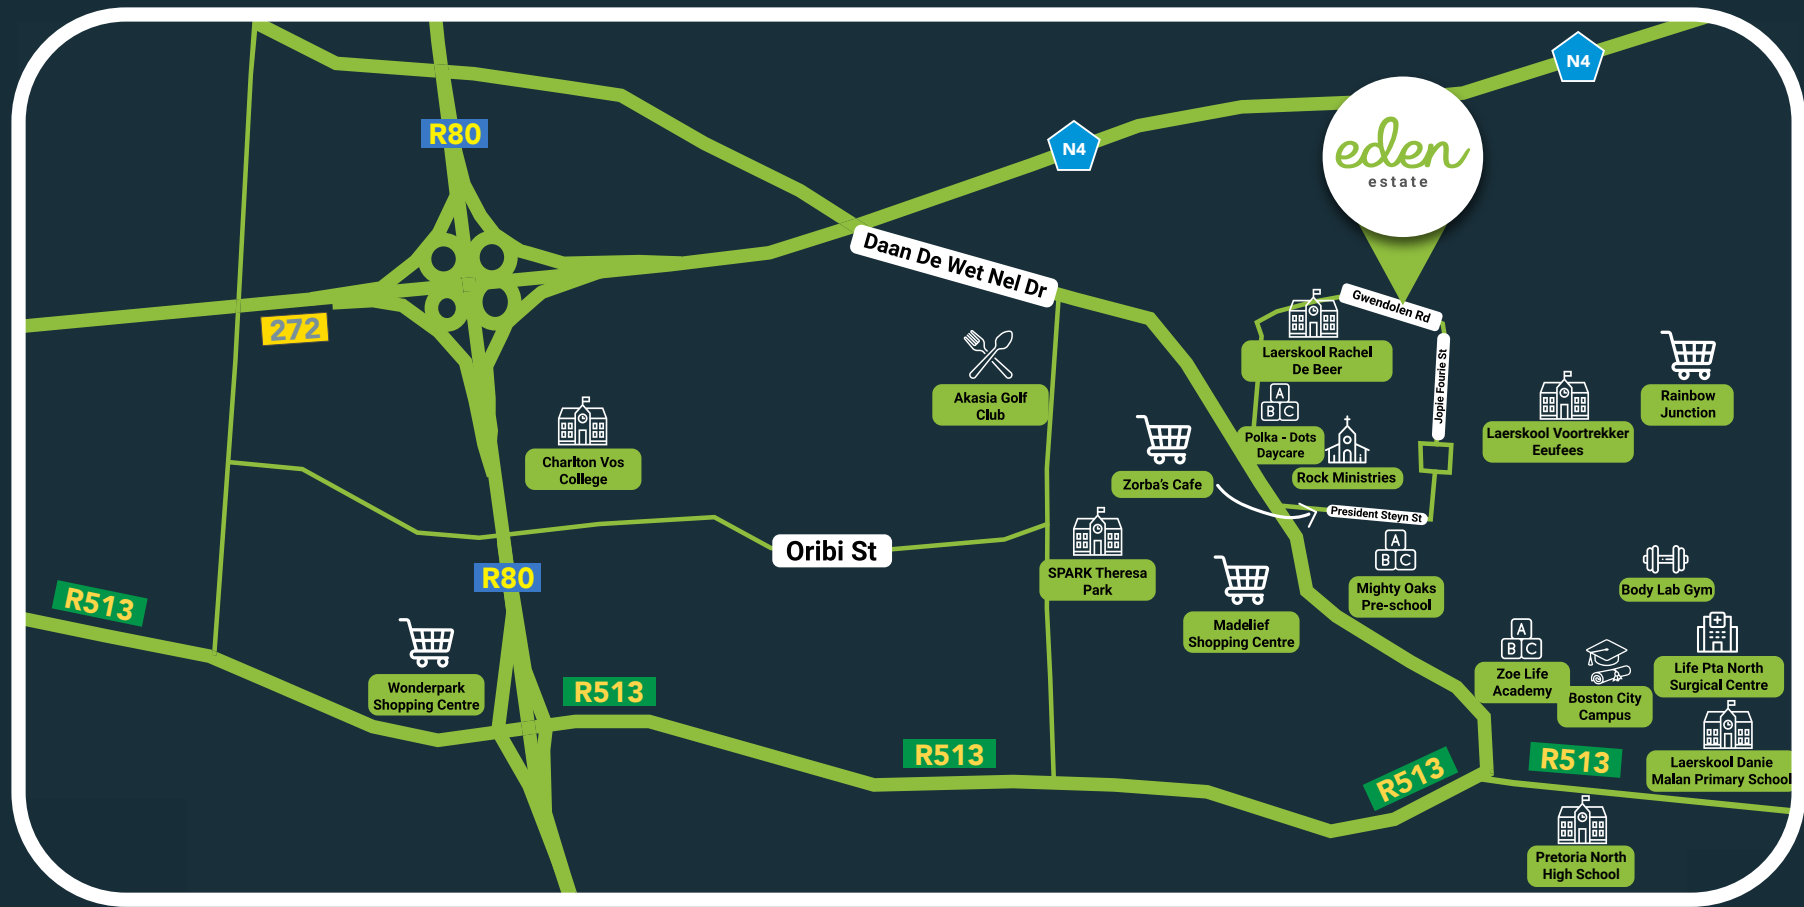 N4
R80
N4
eden
estate
Daan De Wet Nel Dr
Gwendolen Rd
272
Laerskool Rachel
De Beer
Jopie Fourie St
Akasia Golf
Club
Rainbow
Junction
A
B C
Polka - Dots
Daycare
Laerskool Voortrekker
Eeufees
Charlton Vos
College
Zorba's Cafe
Rock Ministries
President Steyn St
Oribi St
R80
SPARK Theresa
Park
A
B C
Mighty Oaks
Pre-school
Body Lab Gym
R513
Madelief
Shopping Centre
A
B C
Zoe Life
Academy
Boston City
Campus
Life Pta North
Surgical Centre
Wonderpark
Shopping Centre
R513
R513
R513
R513
Laerskool Danie
Malan Primary School
Pretoria North
High School